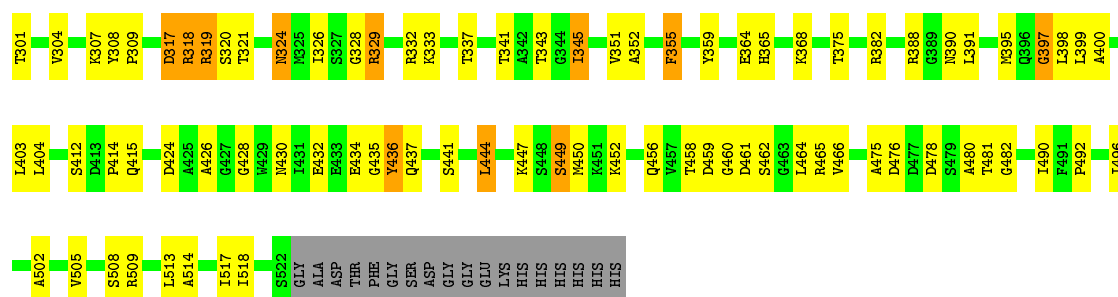 T301 V304 K307 Y308 P309 D317 R318 R319 S320 T321 N324 M325 I326 S327 G328 R329 R332 K333 T337 T341 A342 T343 G344 I345 V351 A352 F355 Y359 E364 H365 K368 T375 R382 R388 G389 N390 L391 M395 Q396 G397 L398 L399 A400
L403 L404 S412 D413 P414 Q415 D424 A425 A426 G427 G428 W429 N430 I431 E432 E433 E434 G435 Y436 Q437 S441 L444 K447 S448 S449 M450 K451 K452 Q456 V457 T458 D459 G460 D461 S462 G463 L464 R465 V466 A475 D476 D477 D478 S479 A480 T481 G482 I490 F491 P492
A502 V505 S508 R509 L513 A514 I517 I518 S522 GLY ALA ASP THR PHE GLY SER ASP GLY GLY GLU LYS HIS HIS HIS HIS HIS HIS